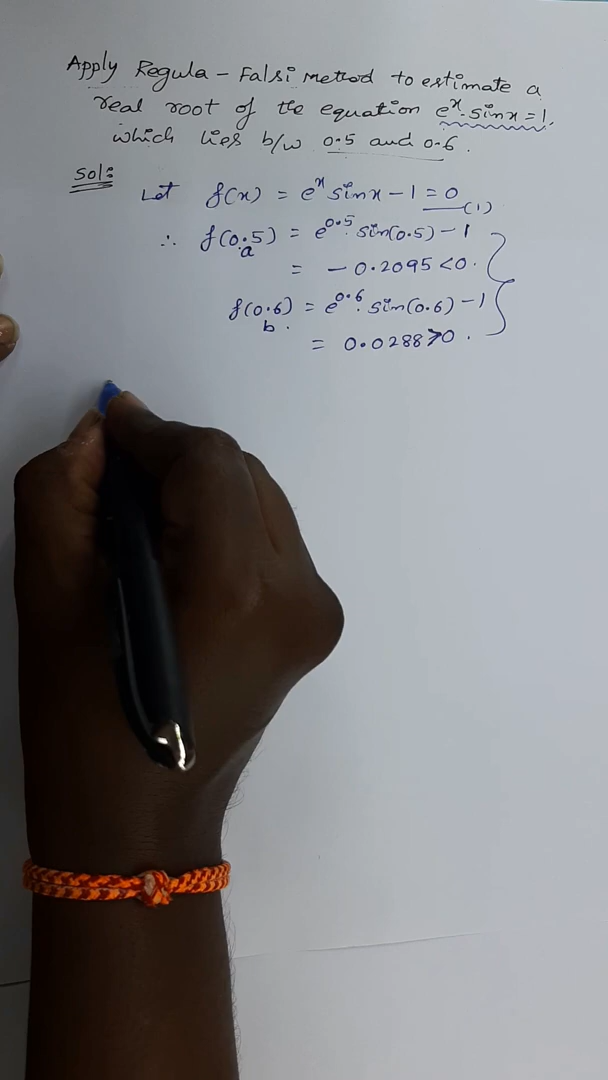 Apply Regula - Falsi Method to estimate a
real root of the equation e^x. sinx = 1,
which lies b/w 0.5 and 0.6.
Sol:
Let f(x) = e^x sinx - 1 = 0 —(1)
∴ f(0.5) = e^0.5. sin(0.5) - 1
a
= - 0.2095 < 0.
f(0.6) = e^0.6. sin(0.6) - 1
b.
= 0.0288 > 0.